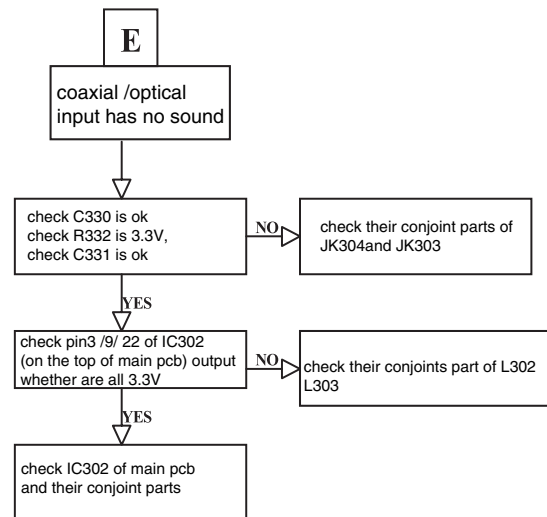 E
coaxial /optical
input has no sound
check C330 is ok
check R332 is 3.3V,
check C331 is ok
NO
check their conjoint parts of
JK304and JK303
YES
check pin3 /9/ 22 of IC302
(on the top of main pcb) output
whether are all 3.3V
NO
check their conjoints part of L302
L303
YES
check IC302 of main pcb
and their conjoint parts